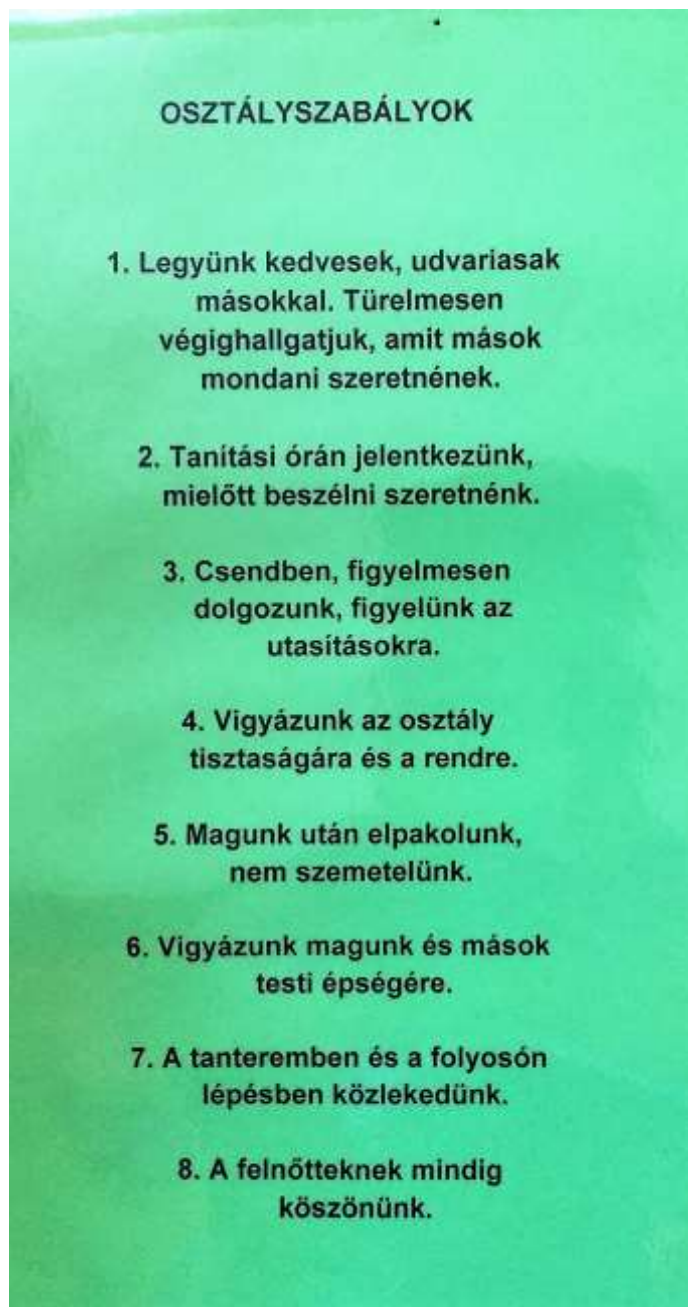 OSZTÁLYSZABÁLYOK
1. Legyünk kedvesek, udvariasak
másokkal. Türelmesen
végighallgatjuk, amit mások
mondani szeretnének.
2. Tanítási órán jelentkezünk,
mielőtt beszélni szeretnénk.
3. Csendben, figyelmesen
dolgozunk, figyelünk az
utasításokra.
4. Vigyázunk az osztály
tisztaságára és a rendre.
5. Magunk után elpakolunk,
nem szemetelünk.
6. Vigyázunk magunk és mások
testi épségére.
7. A tanteremben és a folyosón
lépésben közlekedünk.
8. A felnőtteknek mindig
köszönünk.